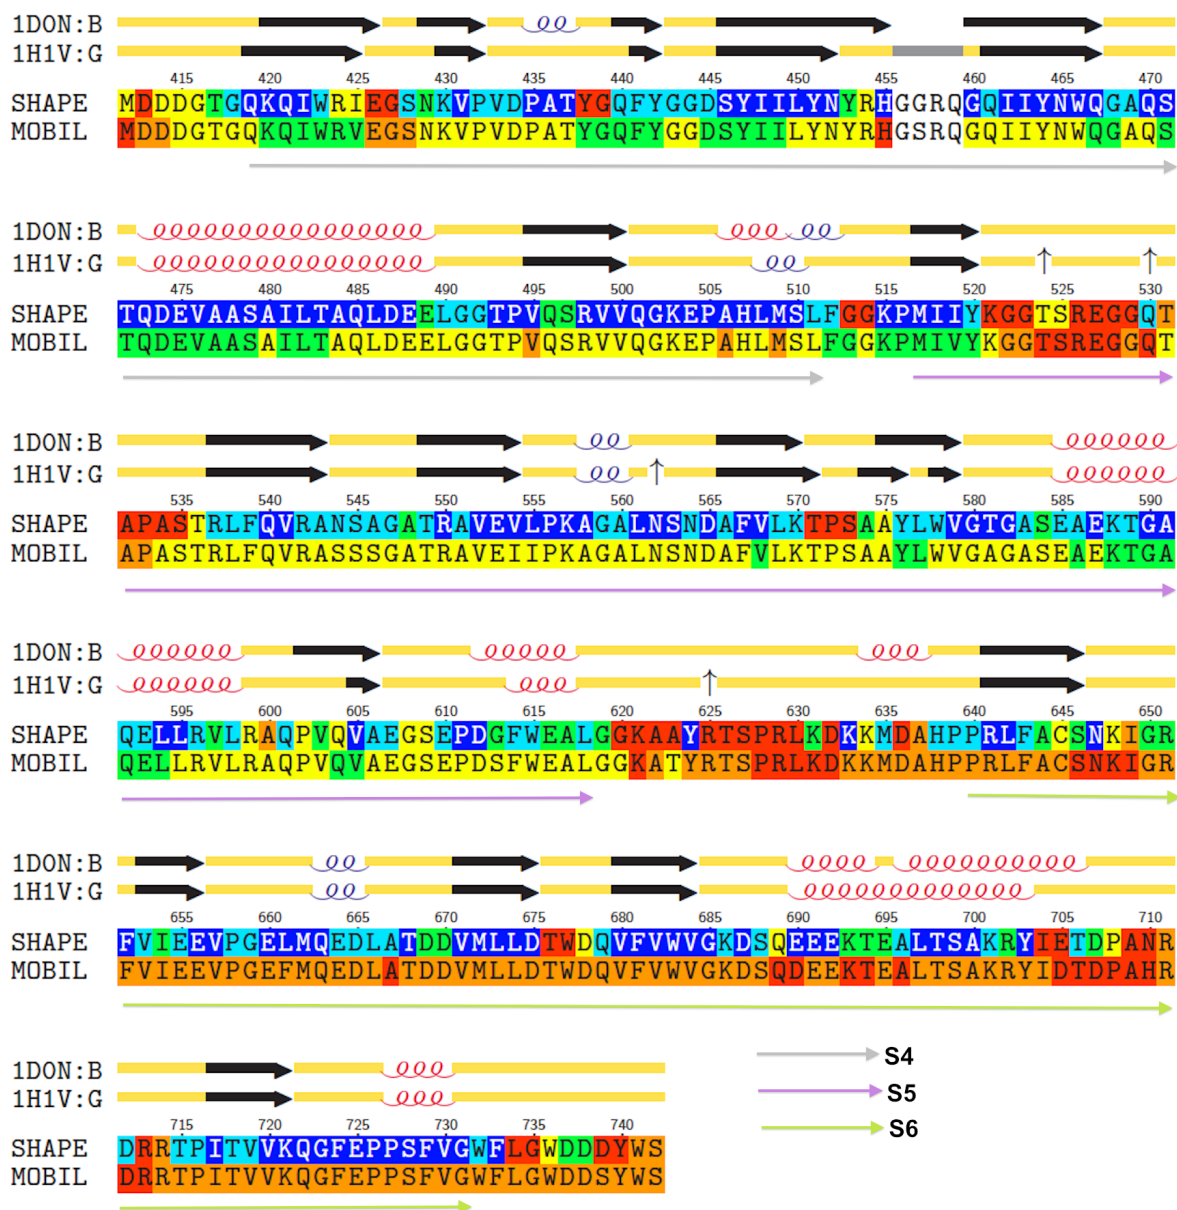 1DON:B
1H1V:G
415 420 425 430 435 440 445 450 455 460 465 470
SHAPE MDDDGTGQKQIWRIEGSNKVPVDPATYGQFYGGDSYIILYNYRHGGRQGQIIYNWQGAQS
MOBIL MDDDGTGQKQIWRVEGSNKVPVDPATYGQFYGGDSYIILYNYRHGSRQGQIIYNWQGAQS
1DON:B
1H1V:G
475 480 485 490 495 500 505 510 515 520 525 530
SHAPE TQDEVAASAILTAQLDEELGGTPVQSRVVQGKEPAHLMSLFGGKPMIIYKGGTSREGGQT
MOBIL TQDEVAASAILTAQLDEELGGTPVQSRVVQGKEPAHLMSLFGGKPMIVYKGGTSREGGQT
1DON:B
1H1V:G
535 540 545 550 555 560 565 570 575 580 585 590
SHAPE APASTRLFQVRANSAGATRAVEVLPKAGALNSNDAFVLKTPSAAYLWVGTGASEAEKTGA
MOBIL APASTRLFQVRASSSGATRAVEIIPKAGALNSNDAFVLKTPSAAYLWVGAGASEAEKTGA
1DON:B
1H1V:G
595 600 605 610 615 620 625 630 635 640 645 650
SHAPE QELLRVLRAQPVQVAEGSEPDGFWEALGGKAAYRTSPRLKDKKMDAHPPRLFACSNKIGR
MOBIL QELLRVLRAQPVQVAEGSEPDSFWEALGGKATYRTSPRLKDKKMDAHPPRLFACSNKIGR
1DON:B
1H1V:G
655 660 665 670 675 680 685 690 695 700 705 710
SHAPE FVIEEVPGELMQEDLATDDVMLLDTWDQVFVWVGKDSQEEEKTEALTSAKRYIETDPANR
MOBIL FVIEEVPGEFMQEDLATDDVMLLDTWDQVFVWVGKDSQDEEKTEALTSAKRYIDTDPAHR
1DON:B
1H1V:G
715 720 725 730 735 740
SHAPE DRRTPITVVKQGFEPPSFVGWFLGWDDDYWS
MOBIL DRRTPITVVKQGFEPPSFVGWFLGWDDSYWS
S4
S5
S6